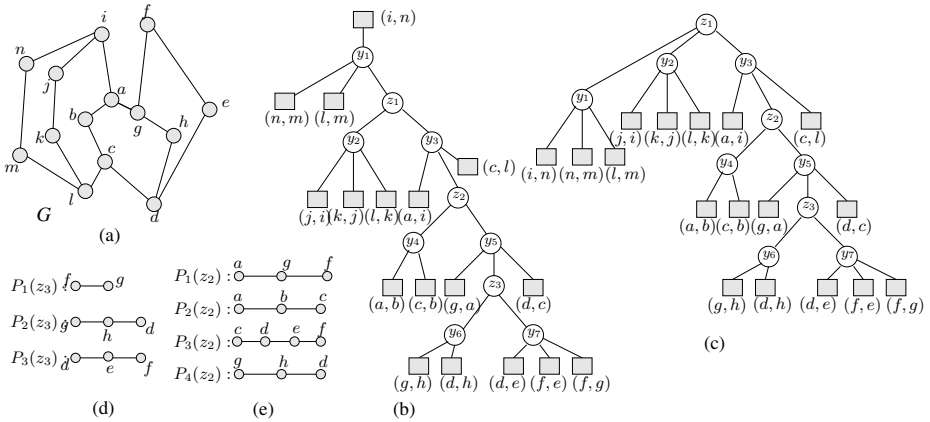 i
f
n
j
a
b
g
h
e
k
c
m
l
d
G
(a)
(i, n)
y1
(n, m) (l, m)
z1
y2
y3
(c, l)
(j, i)(k, j)(l, k)(a, i)
z2
y4
y5
(a, b) (c, b) (g, a) (d, c)
z3
y6
y7
(g, h) (d, h) (d, e) (f, e) (f, g)
(b)
z1
y1
y2
y3
(j, i) (k, j) (l, k) (a, i)
z2
(c, l)
(i, n) (n, m) (l, m)
y4
y5
(a, b) (c, b) (g, a)
z3
(d, c)
y6
y7
(g, h) (d, h) (d, e) (f, e) (f, g)
(c)
P1(z3) : f g
P2(z3) : g h d
P3(z3) : d e f
(d)
P1(z2) : a g f
P2(z2) : a b c
P3(z2) : c d e f
P4(z2) : g h d
(e)